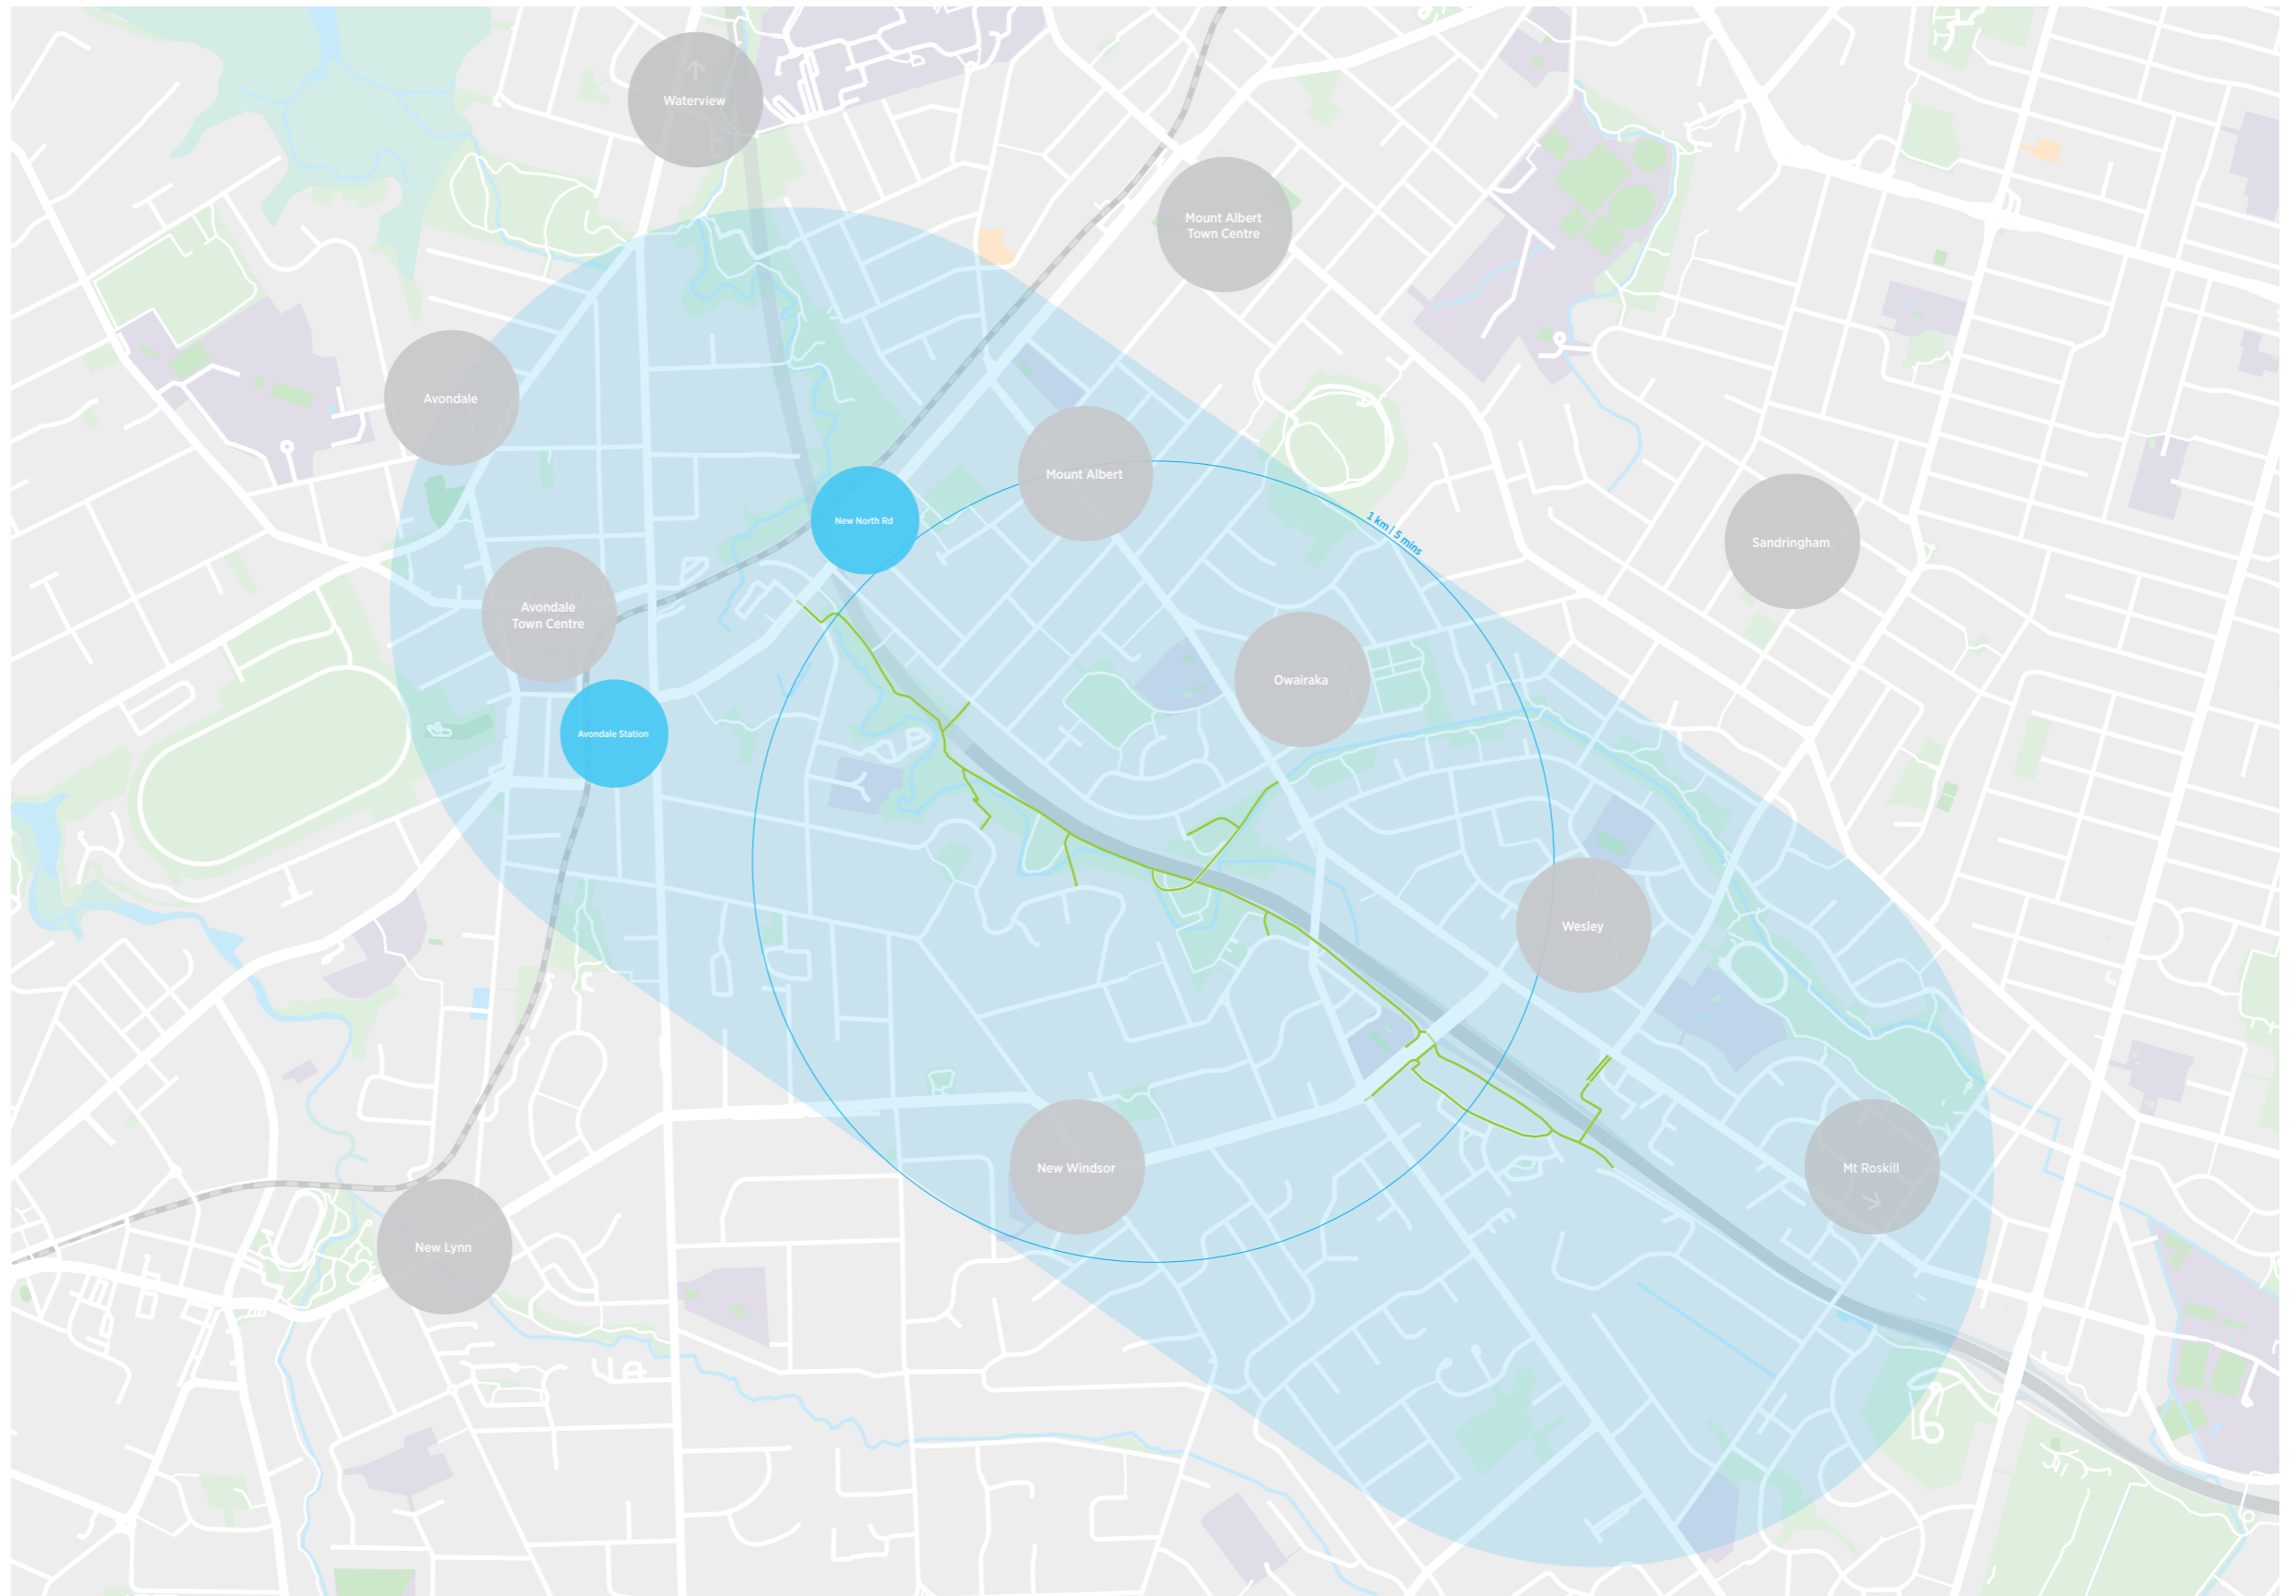 Waterview
Mount Albert
Town Centre
Avondale
Mount Albert
1 km | 5 mins
New North Rd
Sandringham
Avondale
Town Centre
Owairaka
Avondale Station
Wesley
New Windsor
Mt Roskill
New Lynn